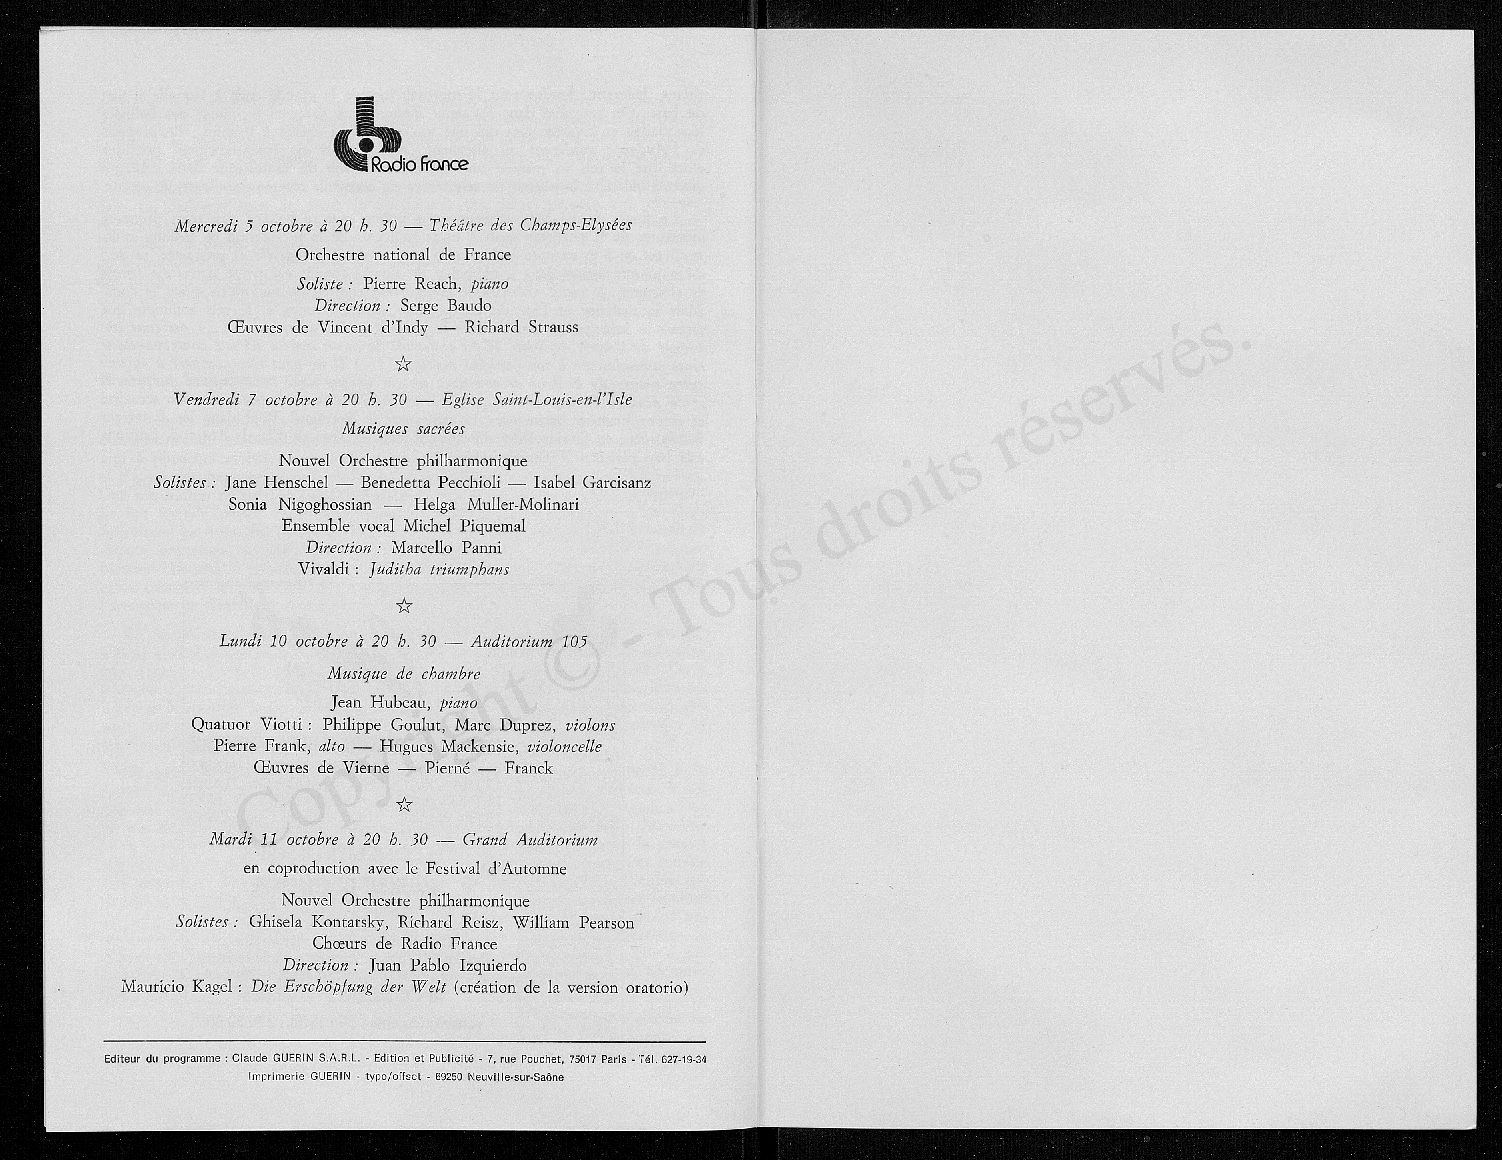 Radio France
Mercredi 5 octobre à 20 h. 30 — Théâtre des Champs-Elysées
Orchestre national de France
Soliste : Pierre Reach, piano
Direction : Serge Baudo
Œuvres de Vincent d'Indy — Richard Strauss
☆
Vendredi 7 octobre à 20 h. 30 — Eglise Saint-Louis-en-l'Isle
Musiques sacrées
Nouvel Orchestre philharmonique
Solistes : Jane Henschel — Benedetta Pecchioli — Isabel Garcisanz
Sonia Nigoghossian — Helga Muller-Molinari
Ensemble vocal Michel Piquemal
Direction : Marcello Panni
Vivaldi : Juditha triumphans
☆
Lundi 10 octobre à 20 h. 30 — Auditorium 105
Musique de chambre
Jean Hubeau, piano
Quatuor Viotti : Philippe Goulut, Marc Duprez, violons
Pierre Frank, alto — Hugues Mackensie, violoncelle
Œuvres de Vierne — Pierné — Franck
☆
Mardi 11 octobre à 20 h. 30 — Grand Auditorium
en coproduction avec le Festival d'Automne
Nouvel Orchestre philharmonique
Solistes : Ghisela Kontarsky, Richard Reisz, William Pearson
Chœurs de Radio France
Direction : Juan Pablo Izquierdo
Mauricio Kagel : Die Erschöpfung der Welt (création de la version oratorio)
Editeur du programme : Claude GUERIN S.A.R.L. - Edition et Publicité - 7, rue Pouchet, 75017 Paris - Tél. 627-19-34
Imprimerie GUERIN - typo/offset - 69250 Neuville-sur-Saône
Copyright © - Tous droits réservés.